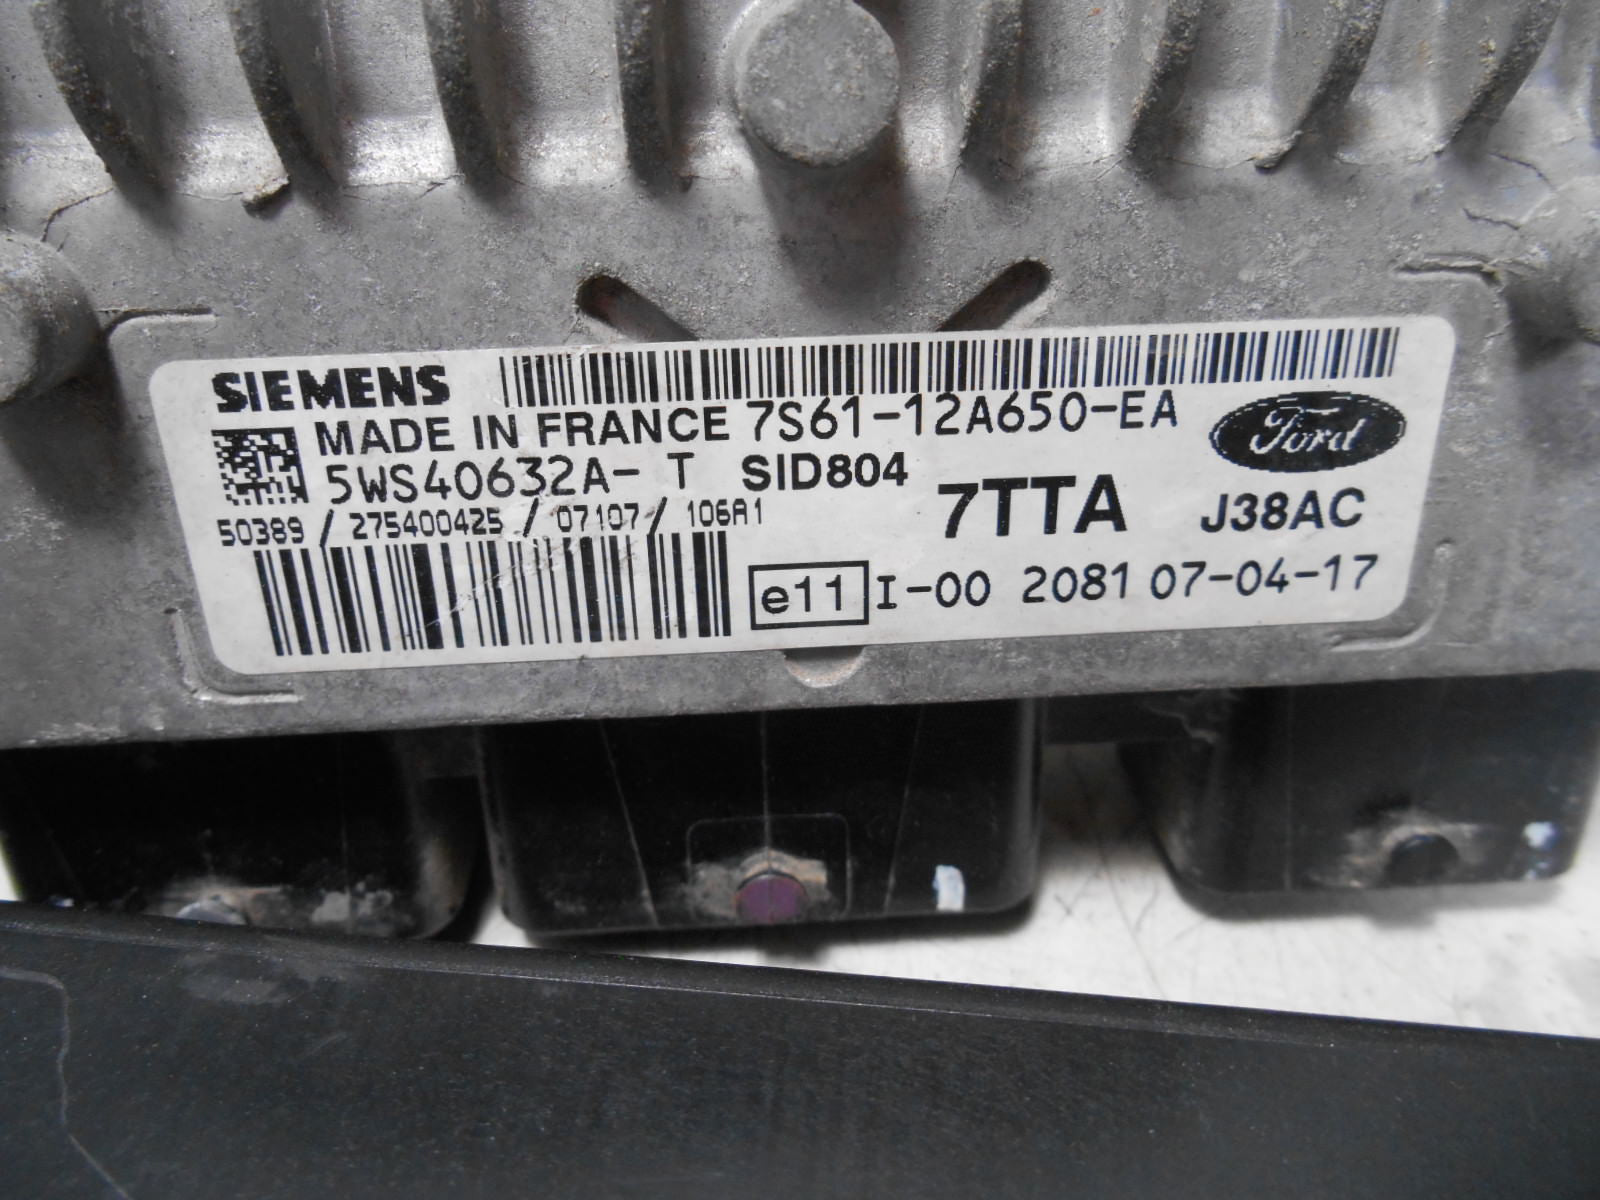 SIEMENS
MADE IN FRANCE 7S61-12A650-EA
Ford
5WS40632A- T SID804
7TTA J38AC
50389 / 275400425 / 07107 / 106A1
e11 I-00 2081 07-04-17